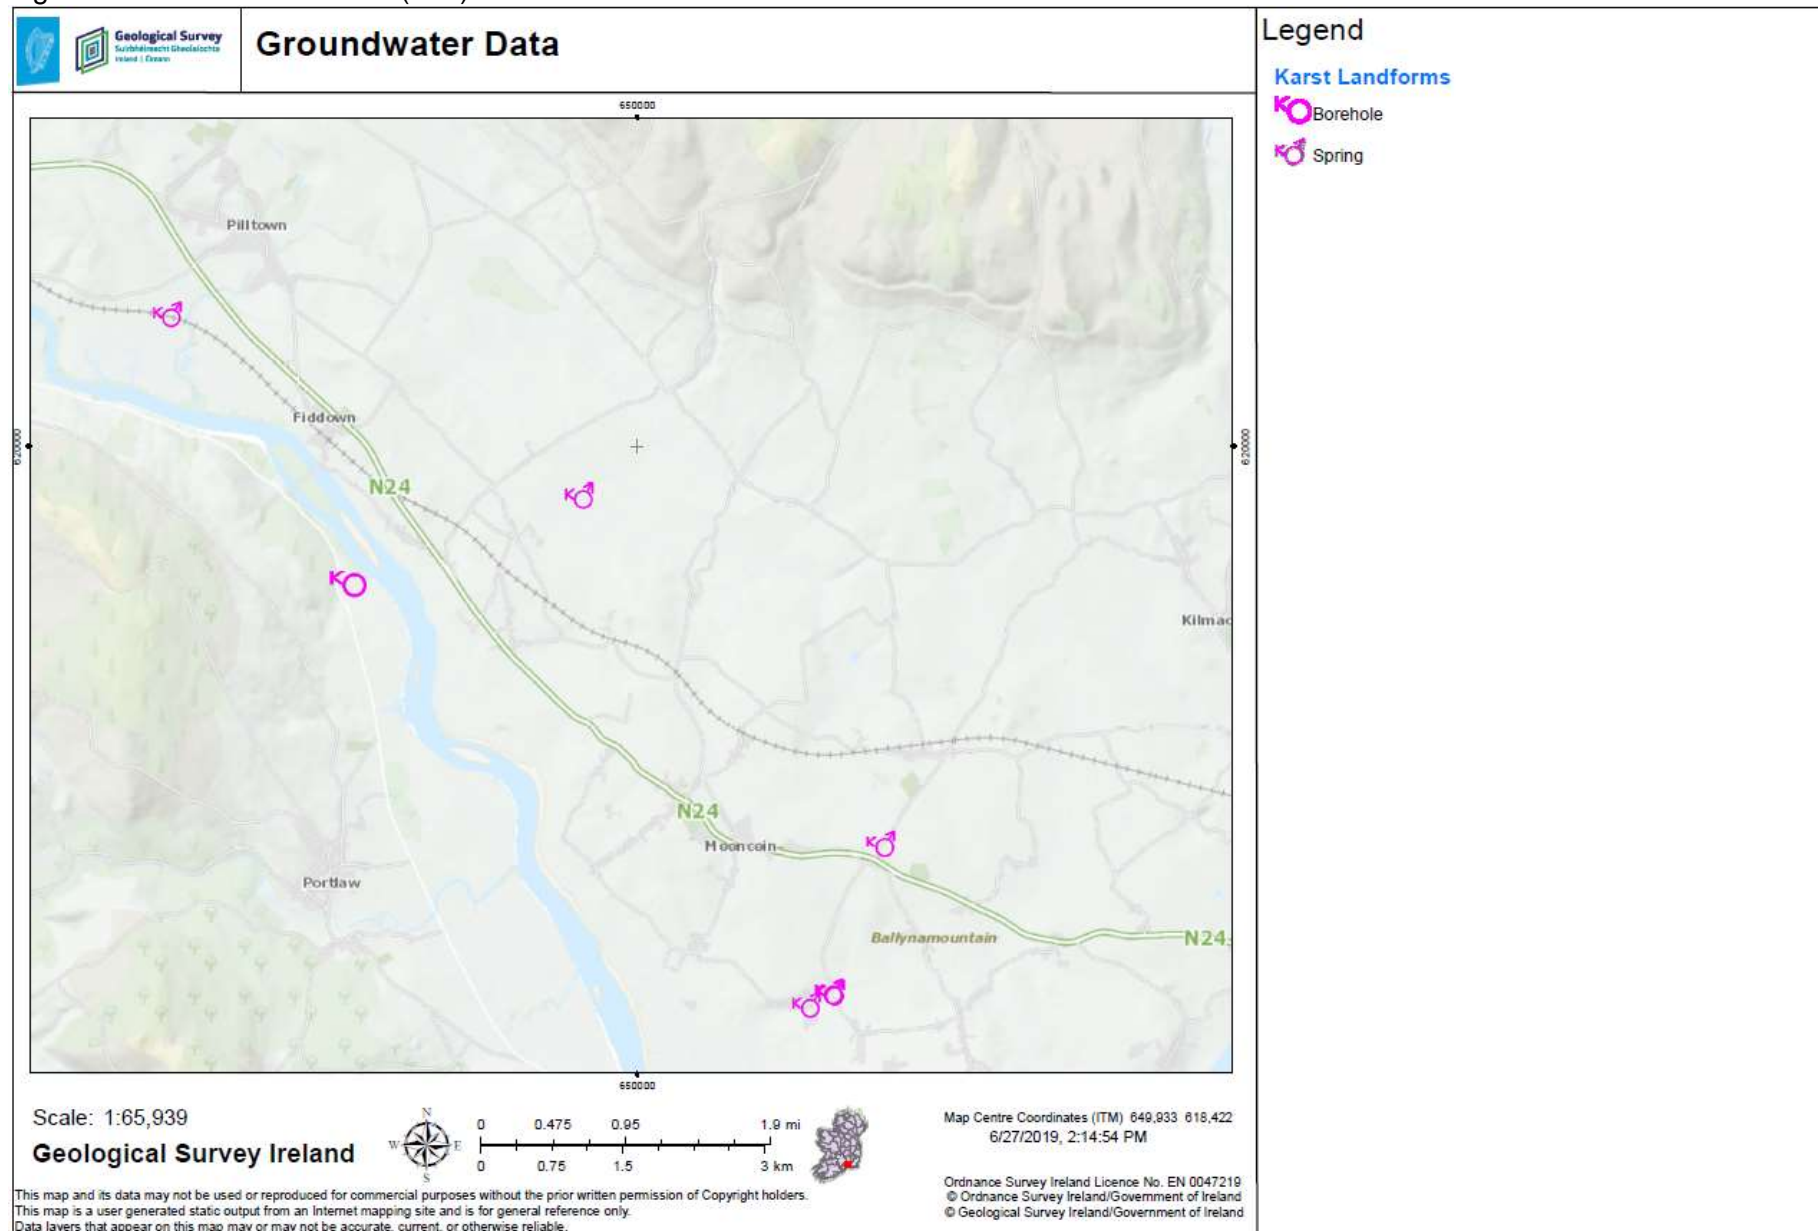 Geological Survey
Suirbhéireacht Gheolaíochta
Ireland | Éireann
Groundwater Data
Legend
Karst Landforms
K Borehole
K Spring
650000
Pilltown
K
Fiddown
620000
620000
N24
K
K
Kilmac
N24
Mooncoin
K
Portlaw
Ballynamountain
N24
K
K
650000
Scale: 1:65,939
Geological Survey Ireland
N
W E
S
0 0.475 0.95 1.9 mi
0 0.75 1.5 3 km
Map Centre Coordinates (ITM) 649,933 618,422
6/27/2019, 2:14:54 PM
Ordnance Survey Ireland Licence No. EN 0047219
© Ordnance Survey Ireland/Government of Ireland
© Geological Survey Ireland/Government of Ireland
This map and its data may not be used or reproduced for commercial purposes without the prior written permission of Copyright holders.
This map is a user generated static output from an Internet mapping site and is for general reference only.
Data layers that appear on this map may or may not be accurate, current, or otherwise reliable.